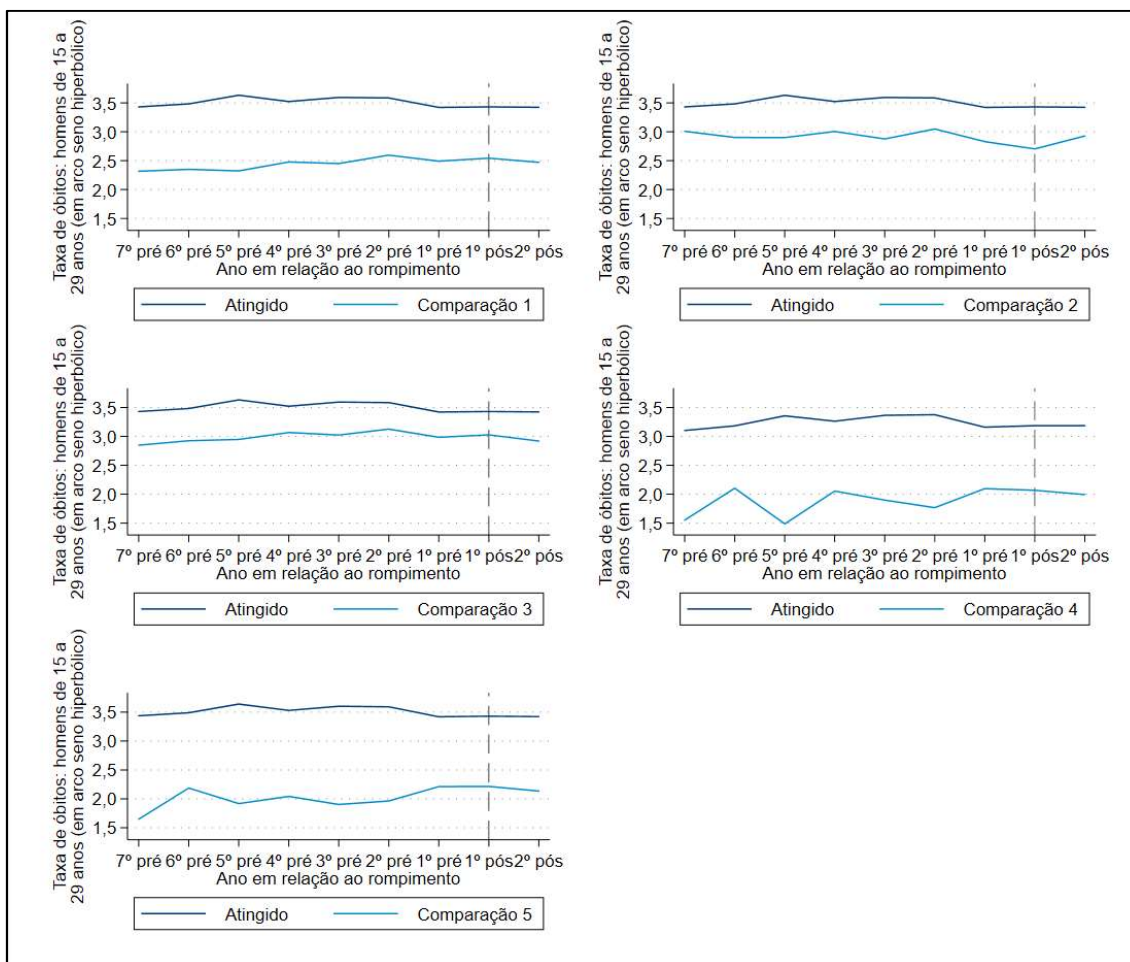 Taxa de óbitos: homens de 15 a
29 anos (em arco seno hiperbólico)
3,5
3,0
2,5
2,0
1,5
7º pré 6º pré 5º pré 4º pré 3º pré 2º pré 1º pré 1º pós 2º pós
Ano em relação ao rompimento
Atingido Comparação 1
Taxa de óbitos: homens de 15 a
29 anos (em arco seno hiperbólico)
3,5
3,0
2,5
2,0
1,5
7º pré 6º pré 5º pré 4º pré 3º pré 2º pré 1º pré 1º pós 2º pós
Ano em relação ao rompimento
Atingido Comparação 2
Taxa de óbitos: homens de 15 a
29 anos (em arco seno hiperbólico)
3,5
3,0
2,5
2,0
1,5
7º pré 6º pré 5º pré 4º pré 3º pré 2º pré 1º pré 1º pós 2º pós
Ano em relação ao rompimento
Atingido Comparação 3
Taxa de óbitos: homens de 15 a
29 anos (em arco seno hiperbólico)
3,5
3,0
2,5
2,0
1,5
7º pré 6º pré 5º pré 4º pré 3º pré 2º pré 1º pré 1º pós 2º pós
Ano em relação ao rompimento
Atingido Comparação 4
Taxa de óbitos: homens de 15 a
29 anos (em arco seno hiperbólico)
3,5
3,0
2,5
2,0
1,5
7º pré 6º pré 5º pré 4º pré 3º pré 2º pré 1º pré 1º pós 2º pós
Ano em relação ao rompimento
Atingido Comparação 5